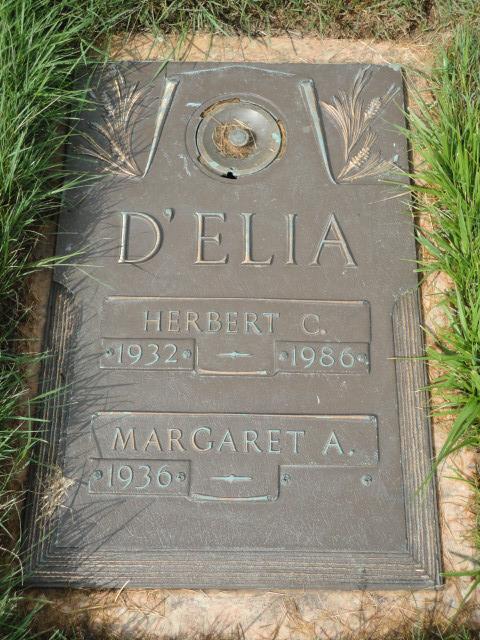 D'ELIA
HERBERT C.
1932 1986
MARGARET A.
1936